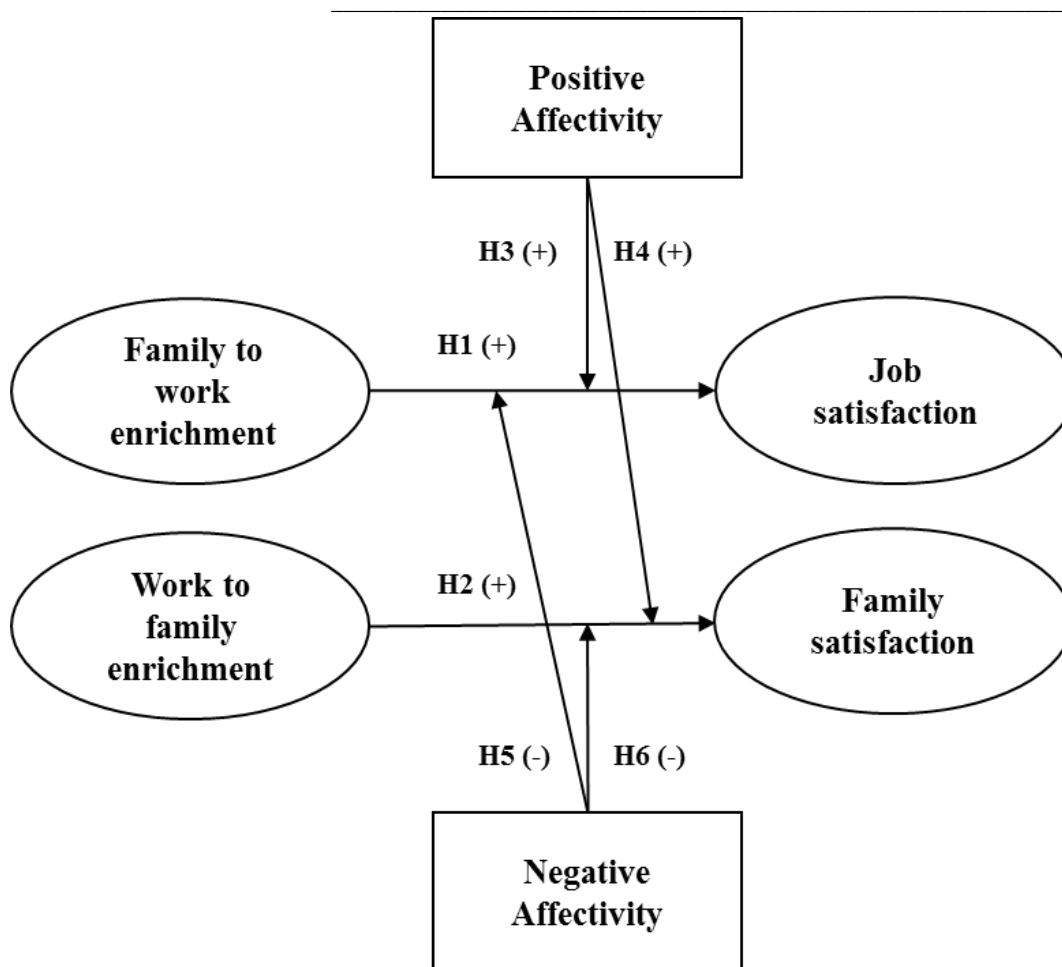 Positive
Affectivity
H3 (+)
H4 (+)
H1 (+)
Family to
work
enrichment
Job
satisfaction
H2 (+)
Work to
family
enrichment
Family
satisfaction
H5 (-)
H6 (-)
Negative
Affectivity